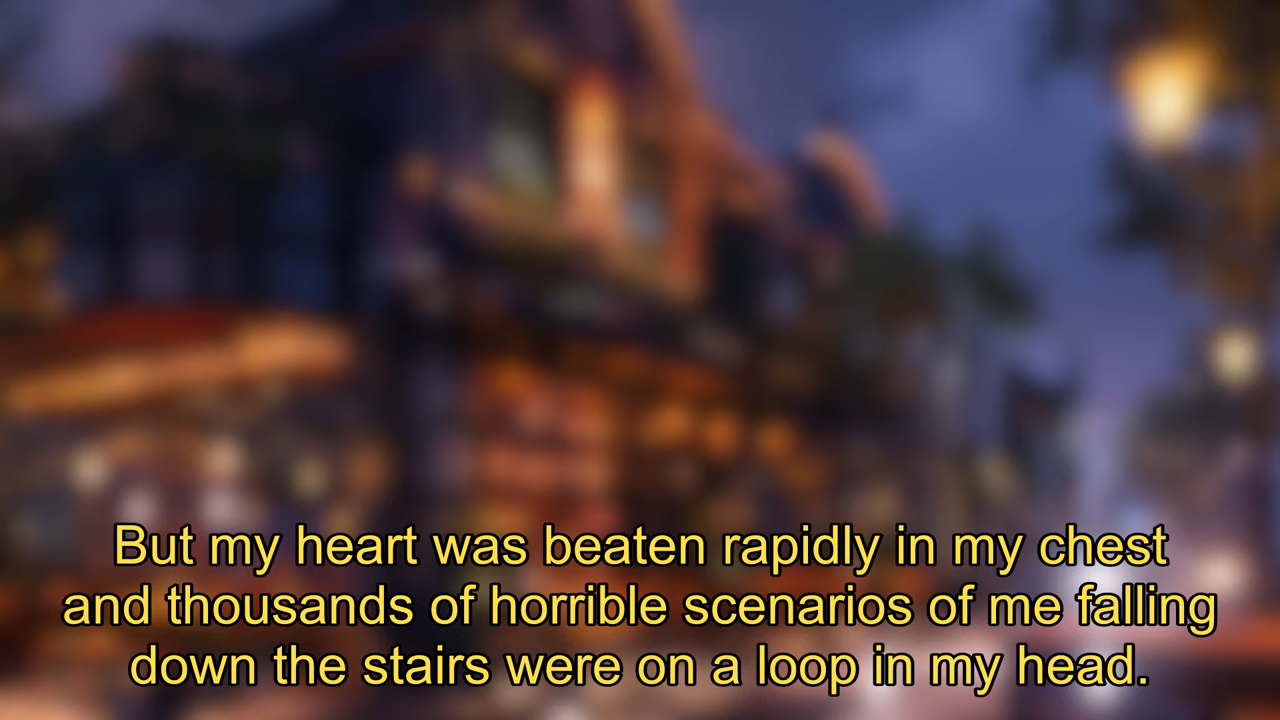 But my heart was beaten rapidly in my chest
and thousands of horrible scenarios of me falling
down the stairs were on a loop in my head.